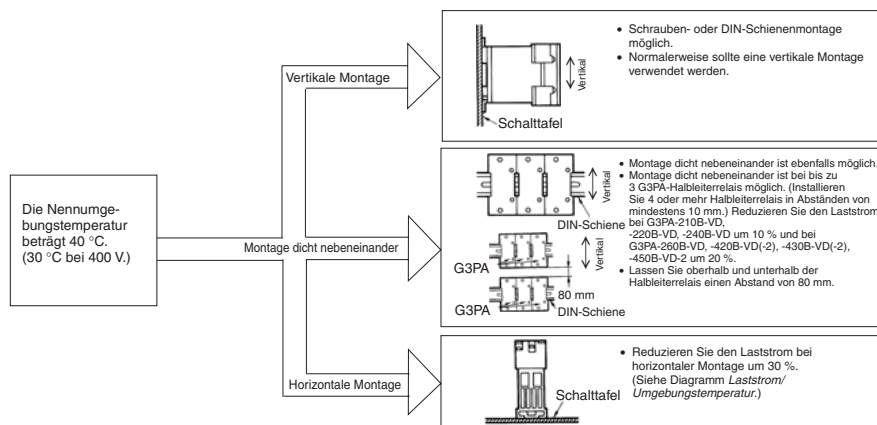 Die Nennumge-
bungstemperatur
beträgt 40 °C.
(30 °C bei 400 V.)
Vertikale Montage
Vertikal
Schalttafel
• Schrauben- oder DIN-Schienenmontage
möglich.
• Normalerweise sollte eine vertikale Montage
verwendet werden.
Montage dicht nebeneinander
Vertikal
DIN-Schiene
G3PA
Vertikal
80 mm
G3PA
DIN-Schiene
• Montage dicht nebeneinander ist ebenfalls möglich.
• Montage dicht nebeneinander ist bei bis zu
3 G3PA-Halbleiterrelais möglich. (Installieren
Sie 4 oder mehr Halbleiterrelais in Abständen von
mindestens 10 mm.) Reduzieren Sie den Laststrom
bei G3PA-210B-VD,
-220B-VD, -240B-VD um 10 % und bei
G3PA-260B-VD, -420B-VD(-2), -430B-VD(-2),
-450B-VD-2 um 20 %.
• Lassen Sie oberhalb und unterhalb der
Halbleiterrelais einen Abstand von 80 mm.
Horizontale Montage
Schalttafel
• Reduzieren Sie den Laststrom bei
horizontaler Montage um 30 %.
(Siehe Diagramm Laststrom/
Umgebungstemperatur.)